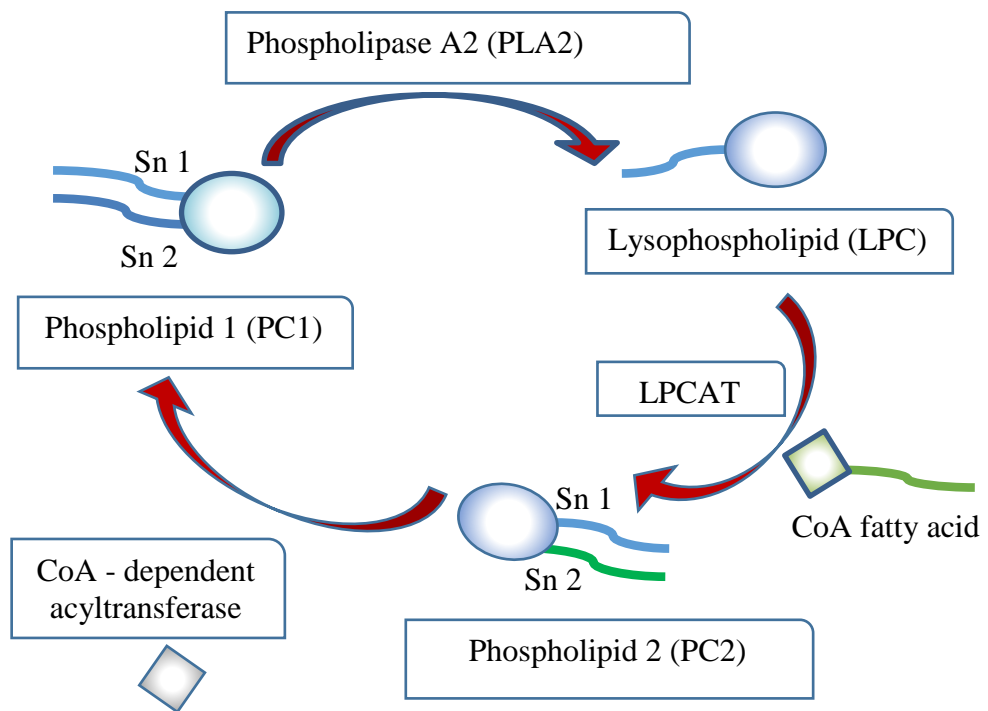 Phospholipase A2 (PLA2)
Sn 1
Sn 2
Phospholipid 1 (PC1)
Lysophospholipid (LPC)
LPCAT
CoA fatty acid
Sn 1
Sn 2
Phospholipid 2 (PC2)
CoA - dependent
acyltransferase